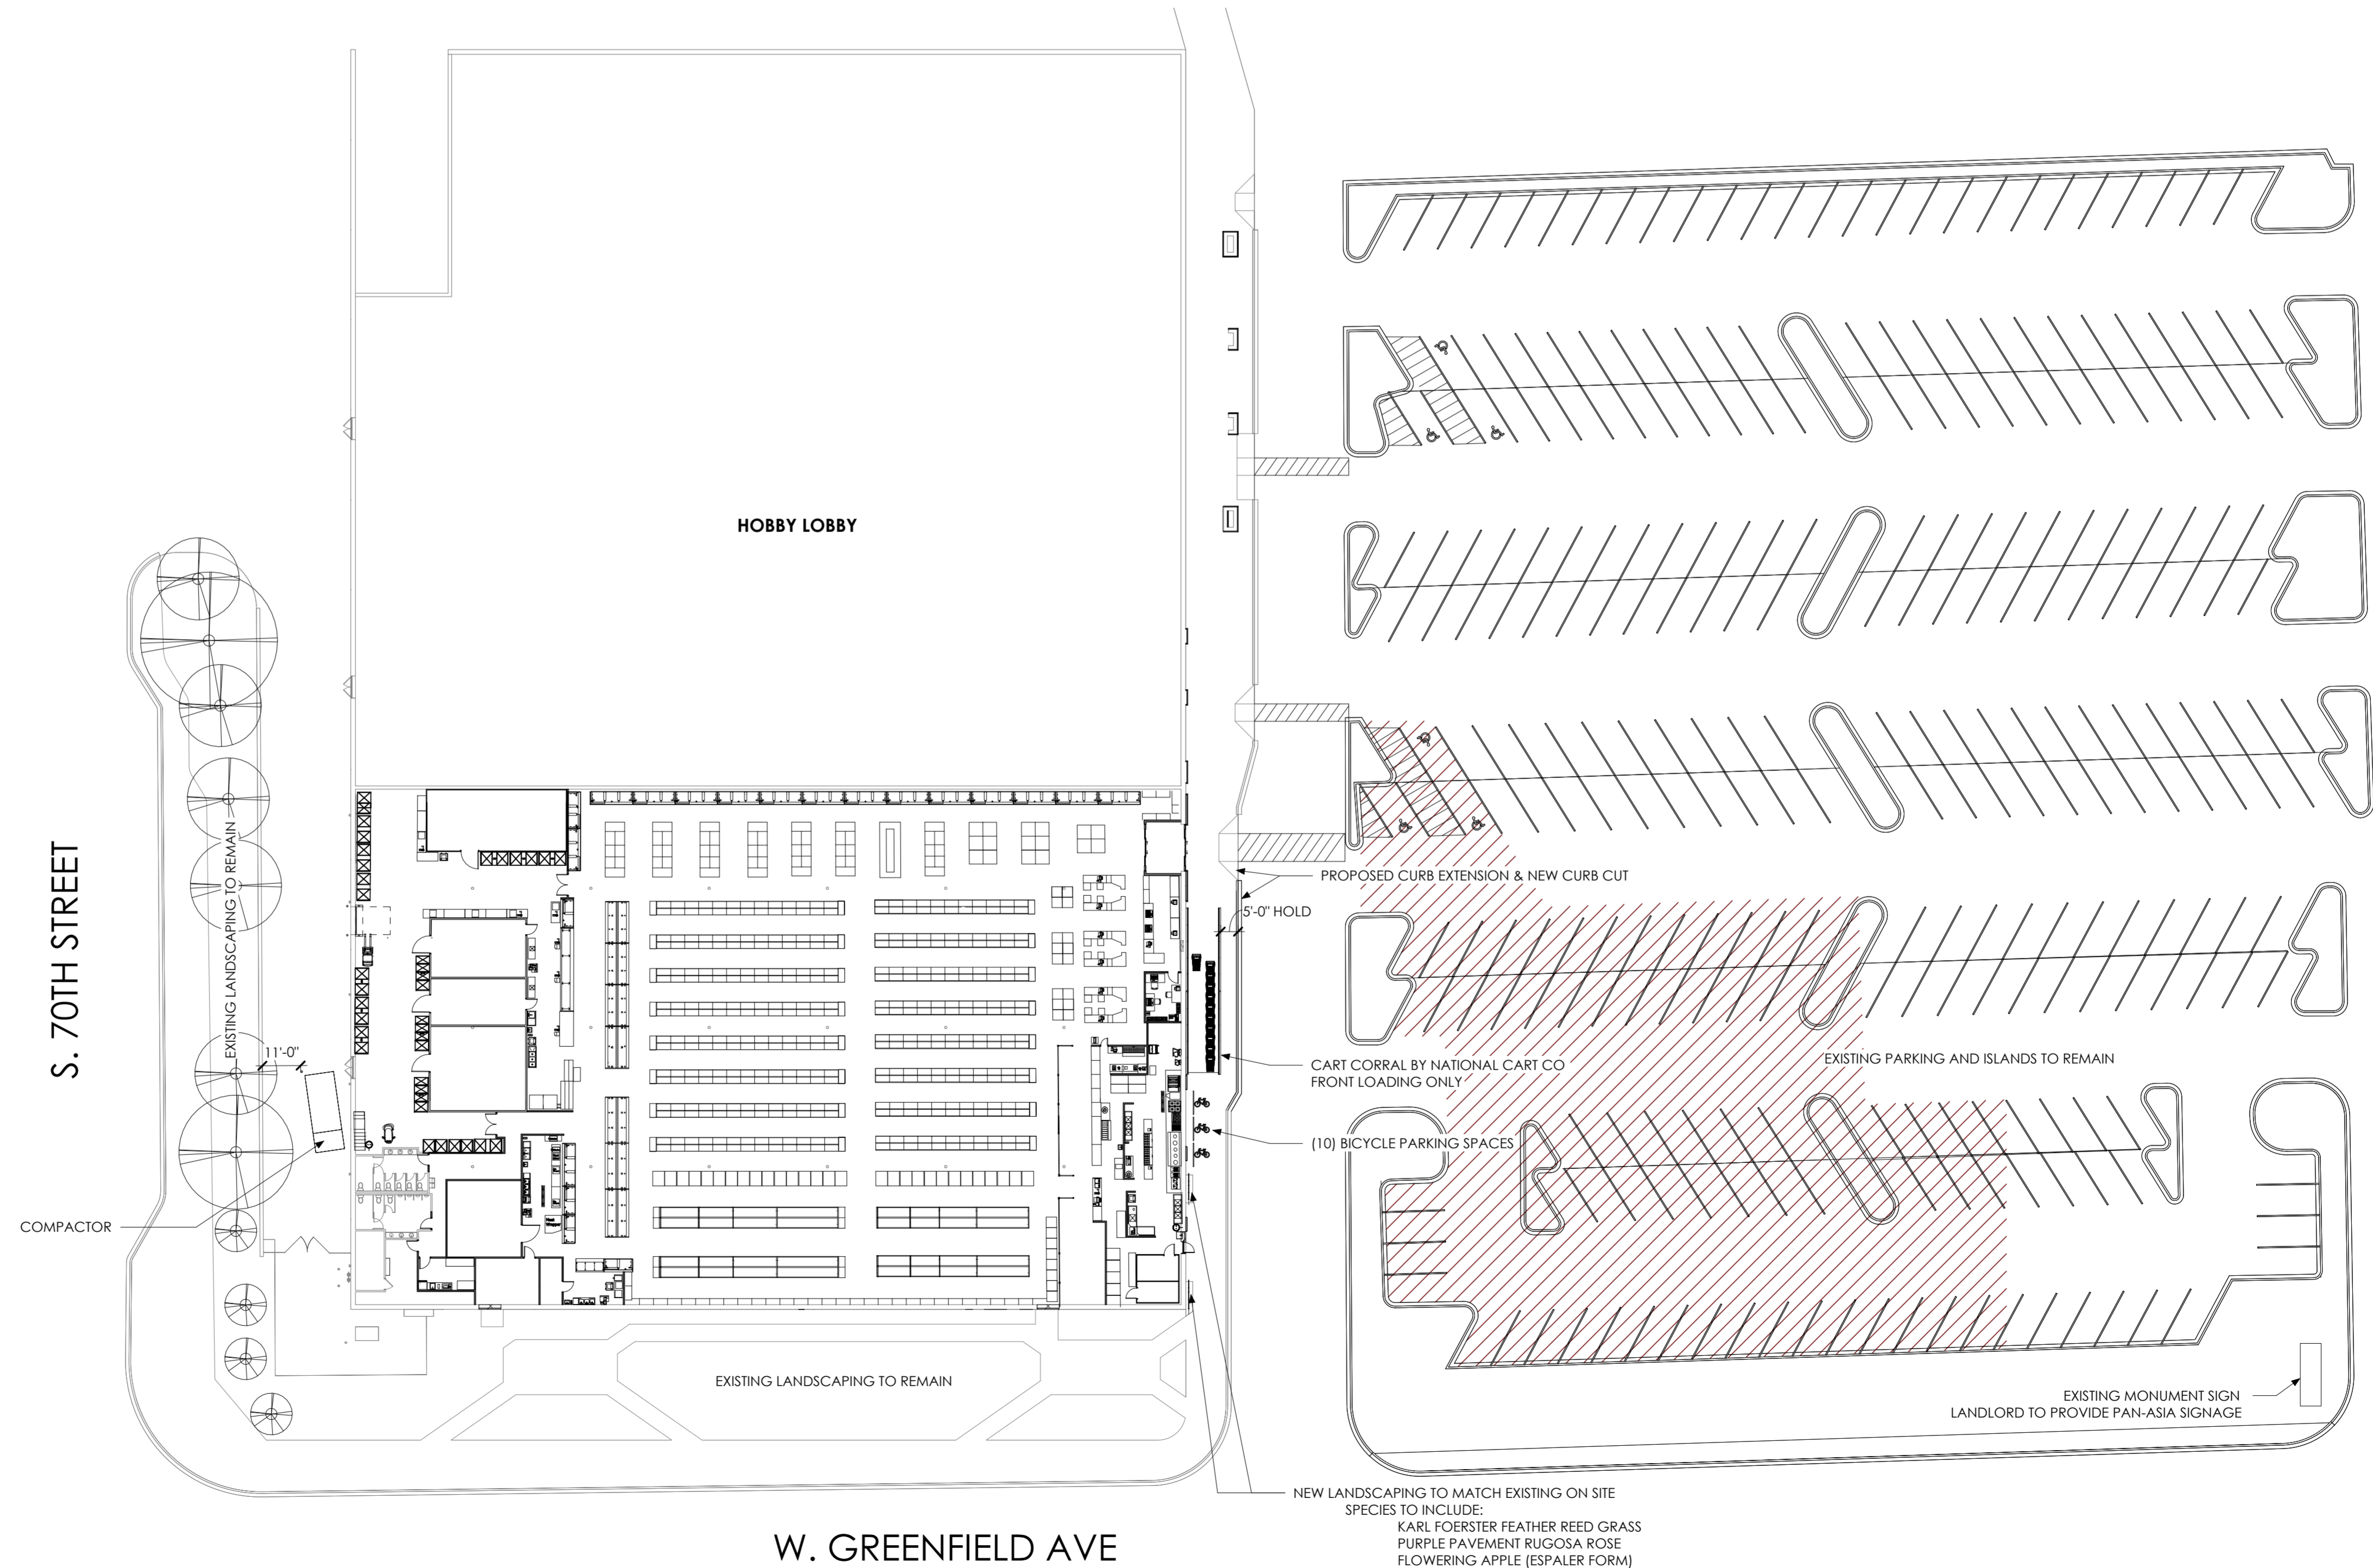 HOBBY LOBBY
S. 70TH STREET
EXISTING LANDSCAPING TO REMAIN
PROPOSED CURB EXTENSION & NEW CURB CUT
5'-0" HOLD
11'-0"
EXISTING PARKING AND ISLANDS TO REMAIN
CART CORRAL BY NATIONAL CART CO
FRONT LOADING ONLY
(10) BICYCLE PARKING SPACES
COMPACTOR
EXISTING LANDSCAPING TO REMAIN
EXISTING MONUMENT SIGN
LANDLORD TO PROVIDE PAN-ASIA SIGNAGE
NEW LANDSCAPING TO MATCH EXISTING ON SITE
SPECIES TO INCLUDE:
KARL FOERSTER FEATHER REED GRASS
PURPLE PAVEMENT RUGOSA ROSE
FLOWERING APPLE (ESPALER FORM)
W. GREENFIELD AVE